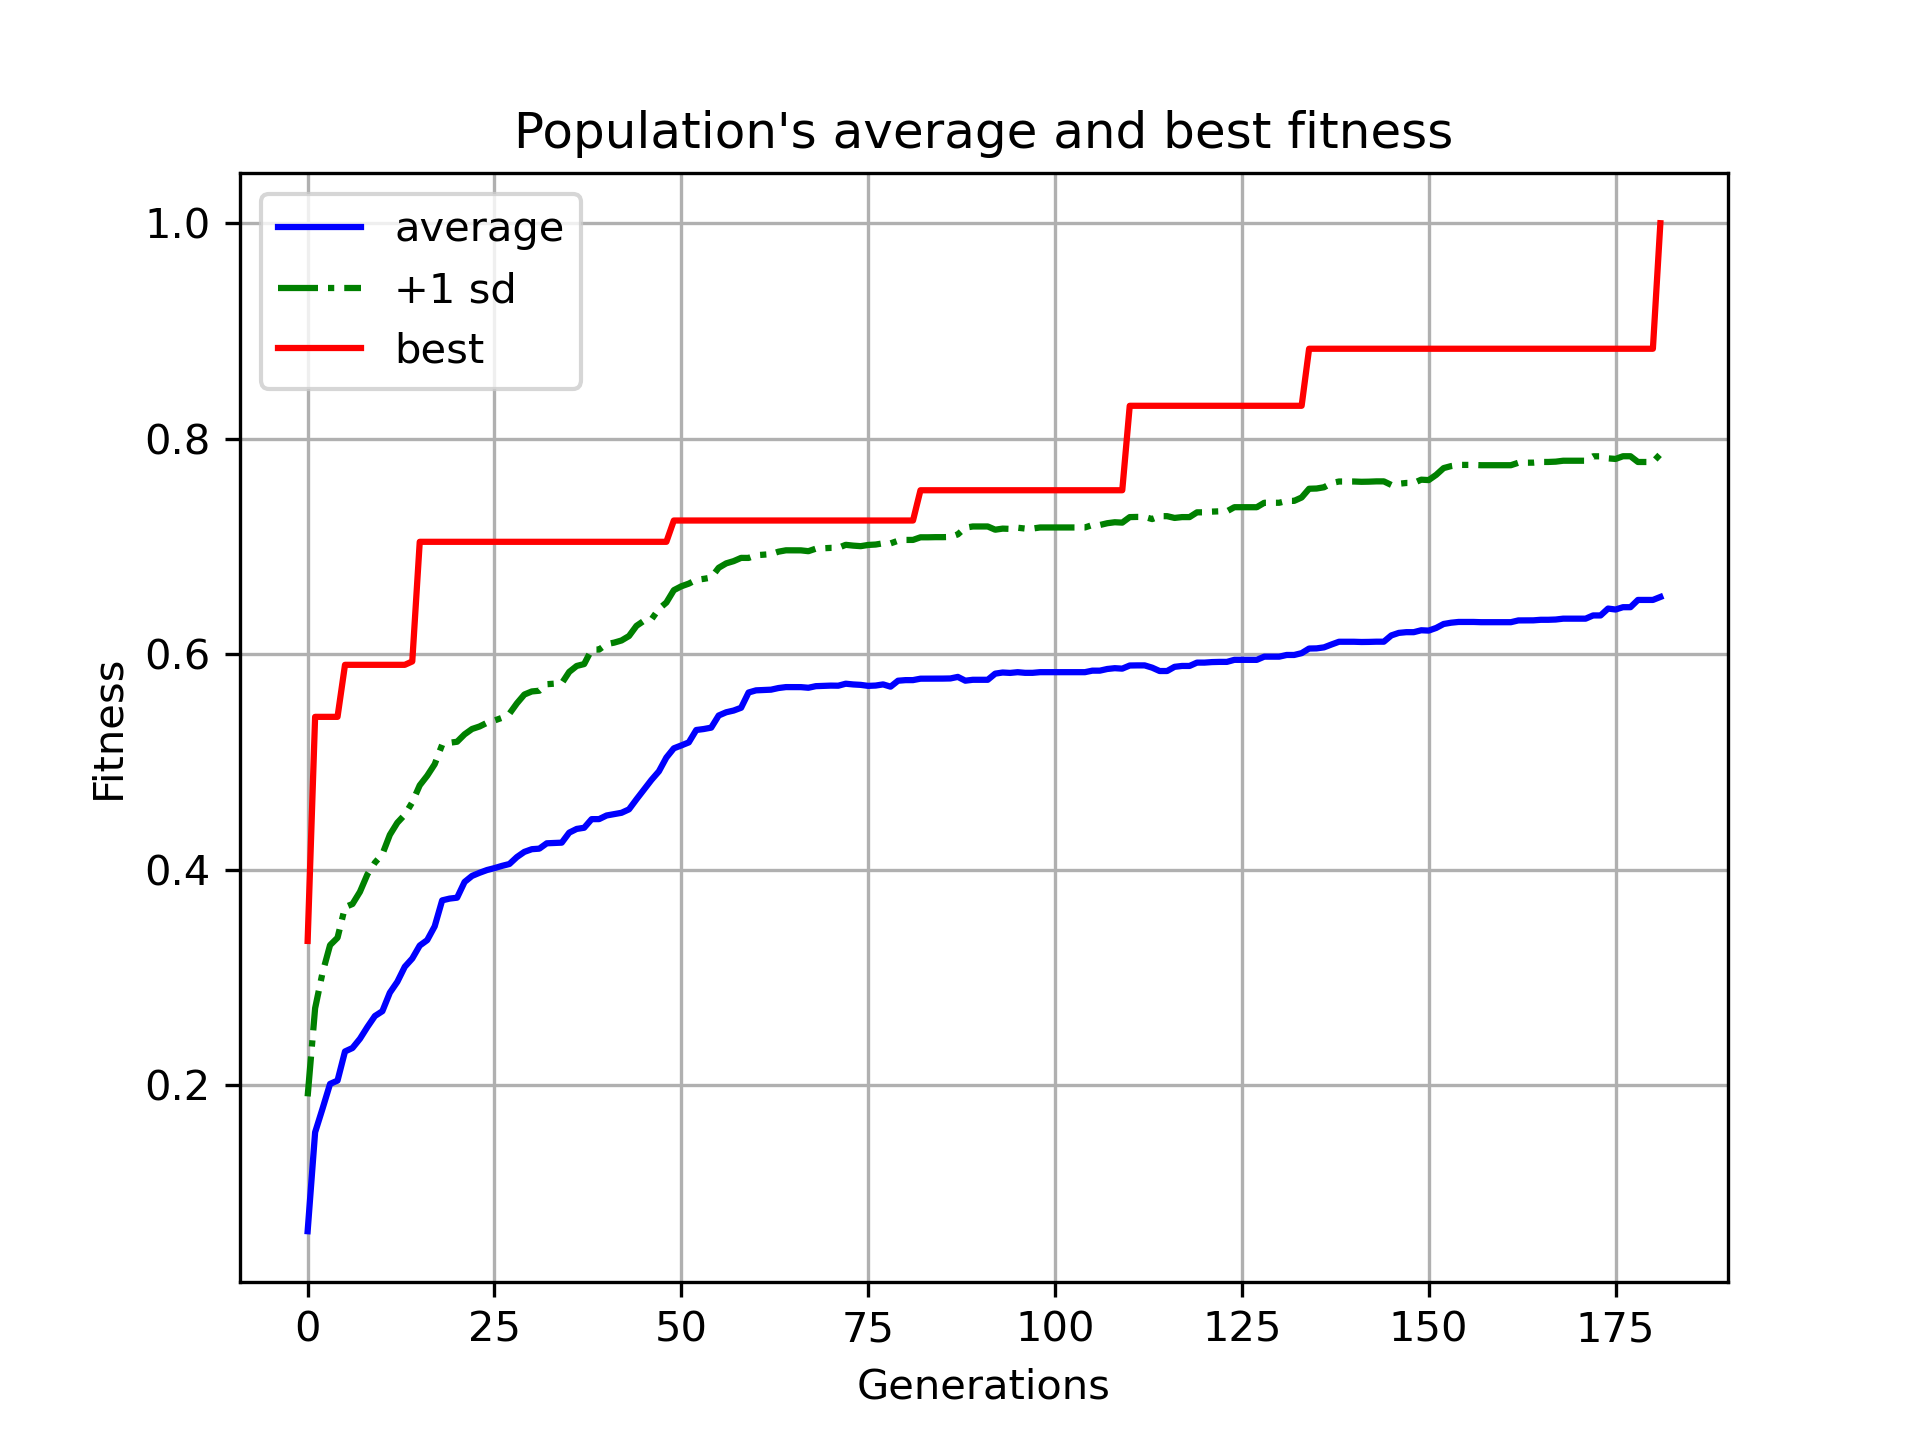 Population's average and best fitness
average
+1 sd
best
1.0
0.8
0.6
0.4
0.2
Fitness
0 25 50 75 100 125 150 175
Generations